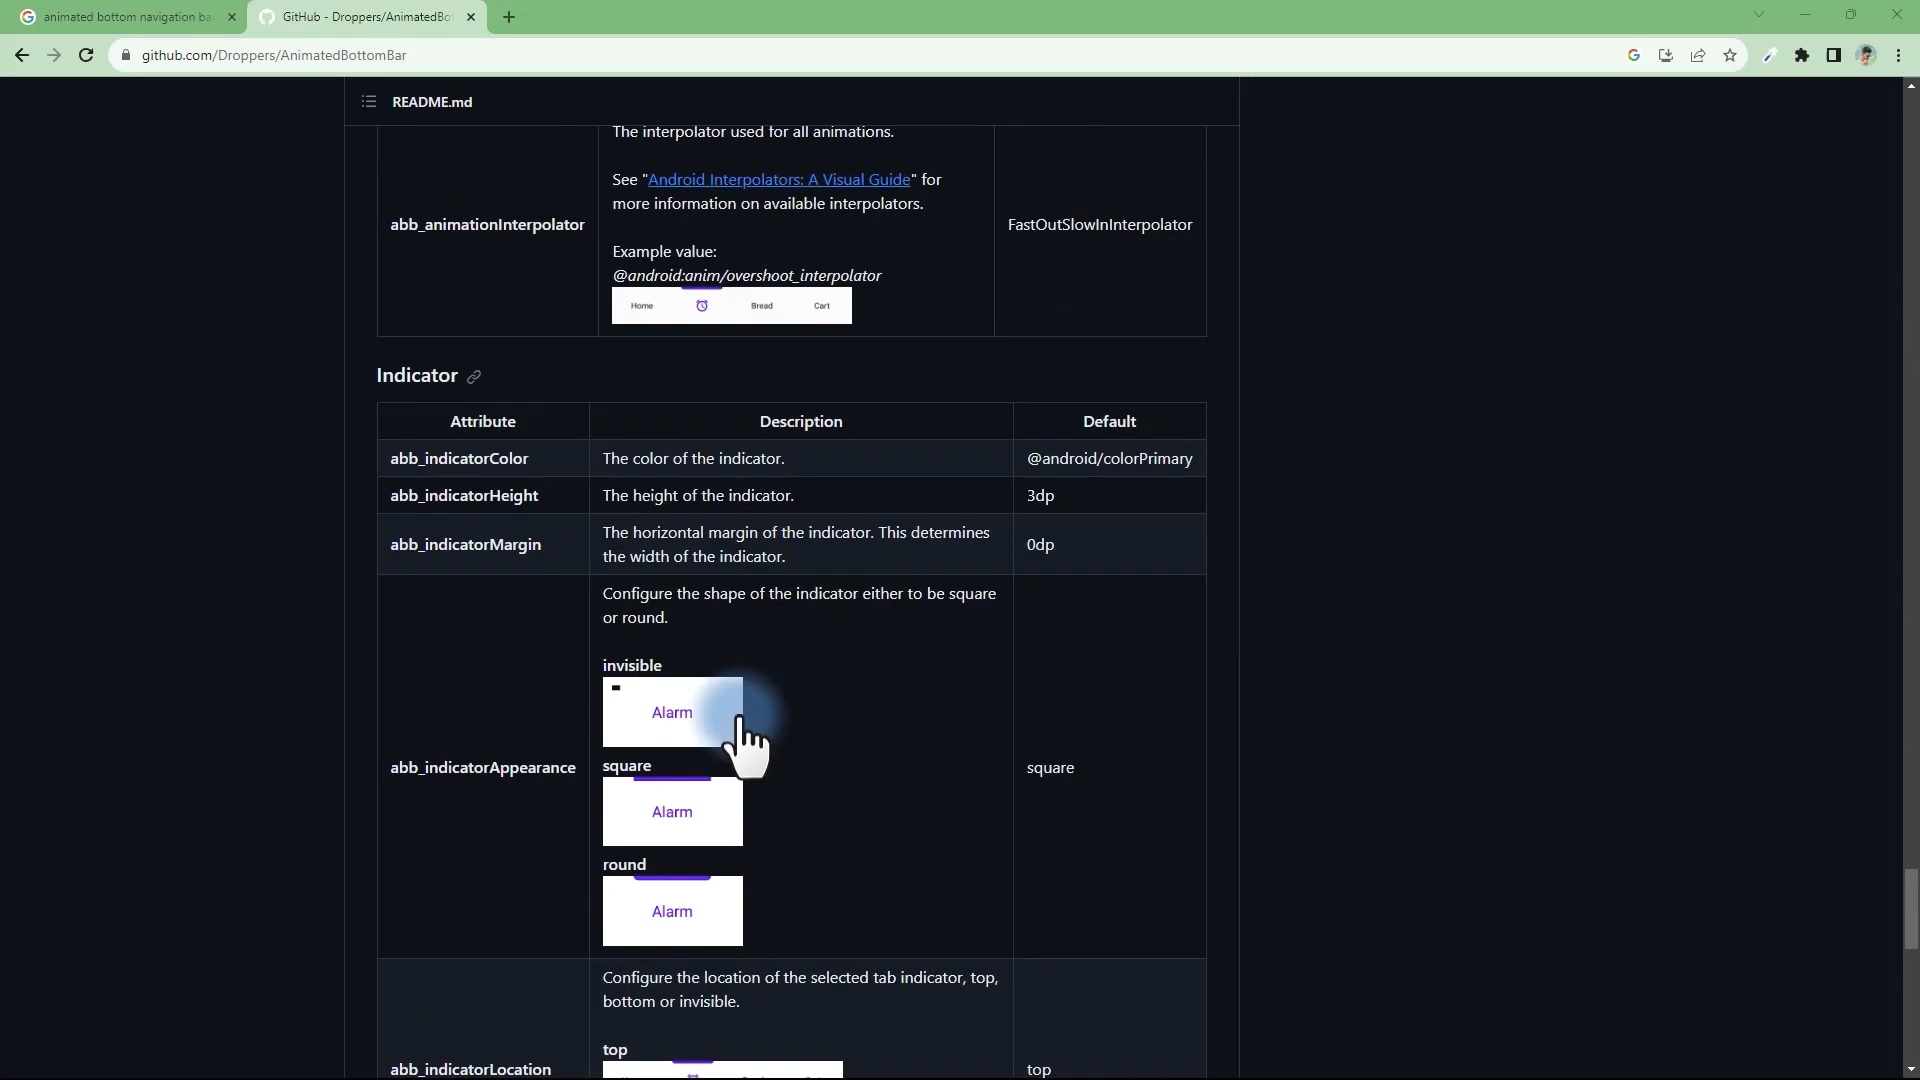 animated bottom navigation ba
GitHub - Droppers/AnimatedBot
github.com/Droppers/AnimatedBottomBar
README.md
The interpolator used for all animations.
See "Android Interpolators: A Visual Guide" for
more information on available interpolators.
abb_animationInterpolator
FastOutSlowInInterpolator
Example value:
@android:anim/overshoot_interpolator
Home Bread Cart
Indicator
Attribute Description Default
abb_indicatorColor The color of the indicator. @android/colorPrimary
abb_indicatorHeight The height of the indicator. 3dp
abb_indicatorMargin The horizontal margin of the indicator. This determines
the width of the indicator. 0dp
Configure the shape of the indicator either to be square
or round.
invisible
Alarm
abb_indicatorAppearance square square
Alarm
round
Alarm
Configure the location of the selected tab indicator, top,
bottom or invisible.
top
abb_indicatorLocation top